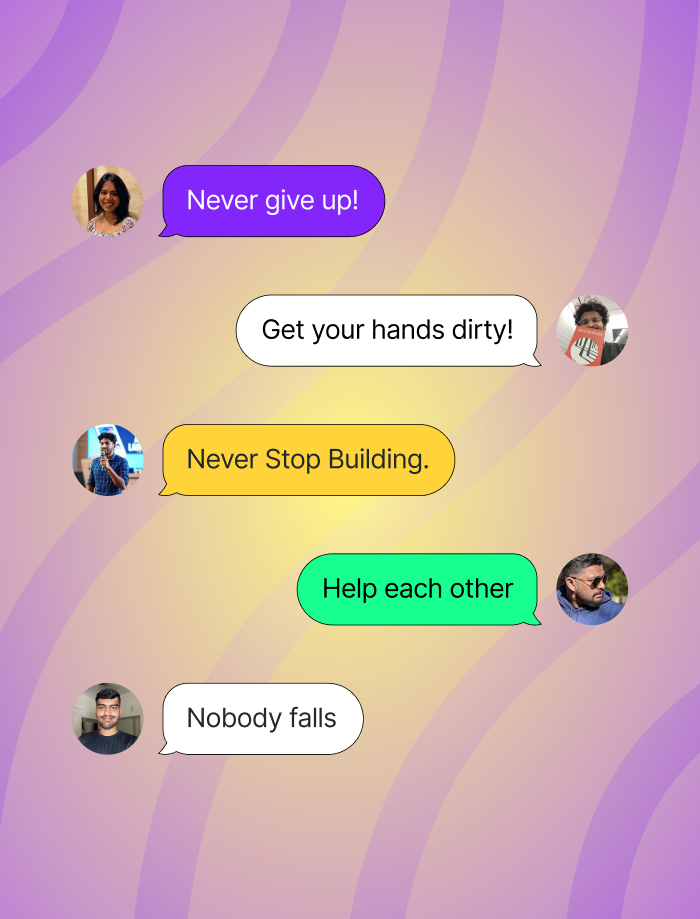 Never give up!
Get your hands dirty!
Never Stop Building.
Help each other
Nobody falls